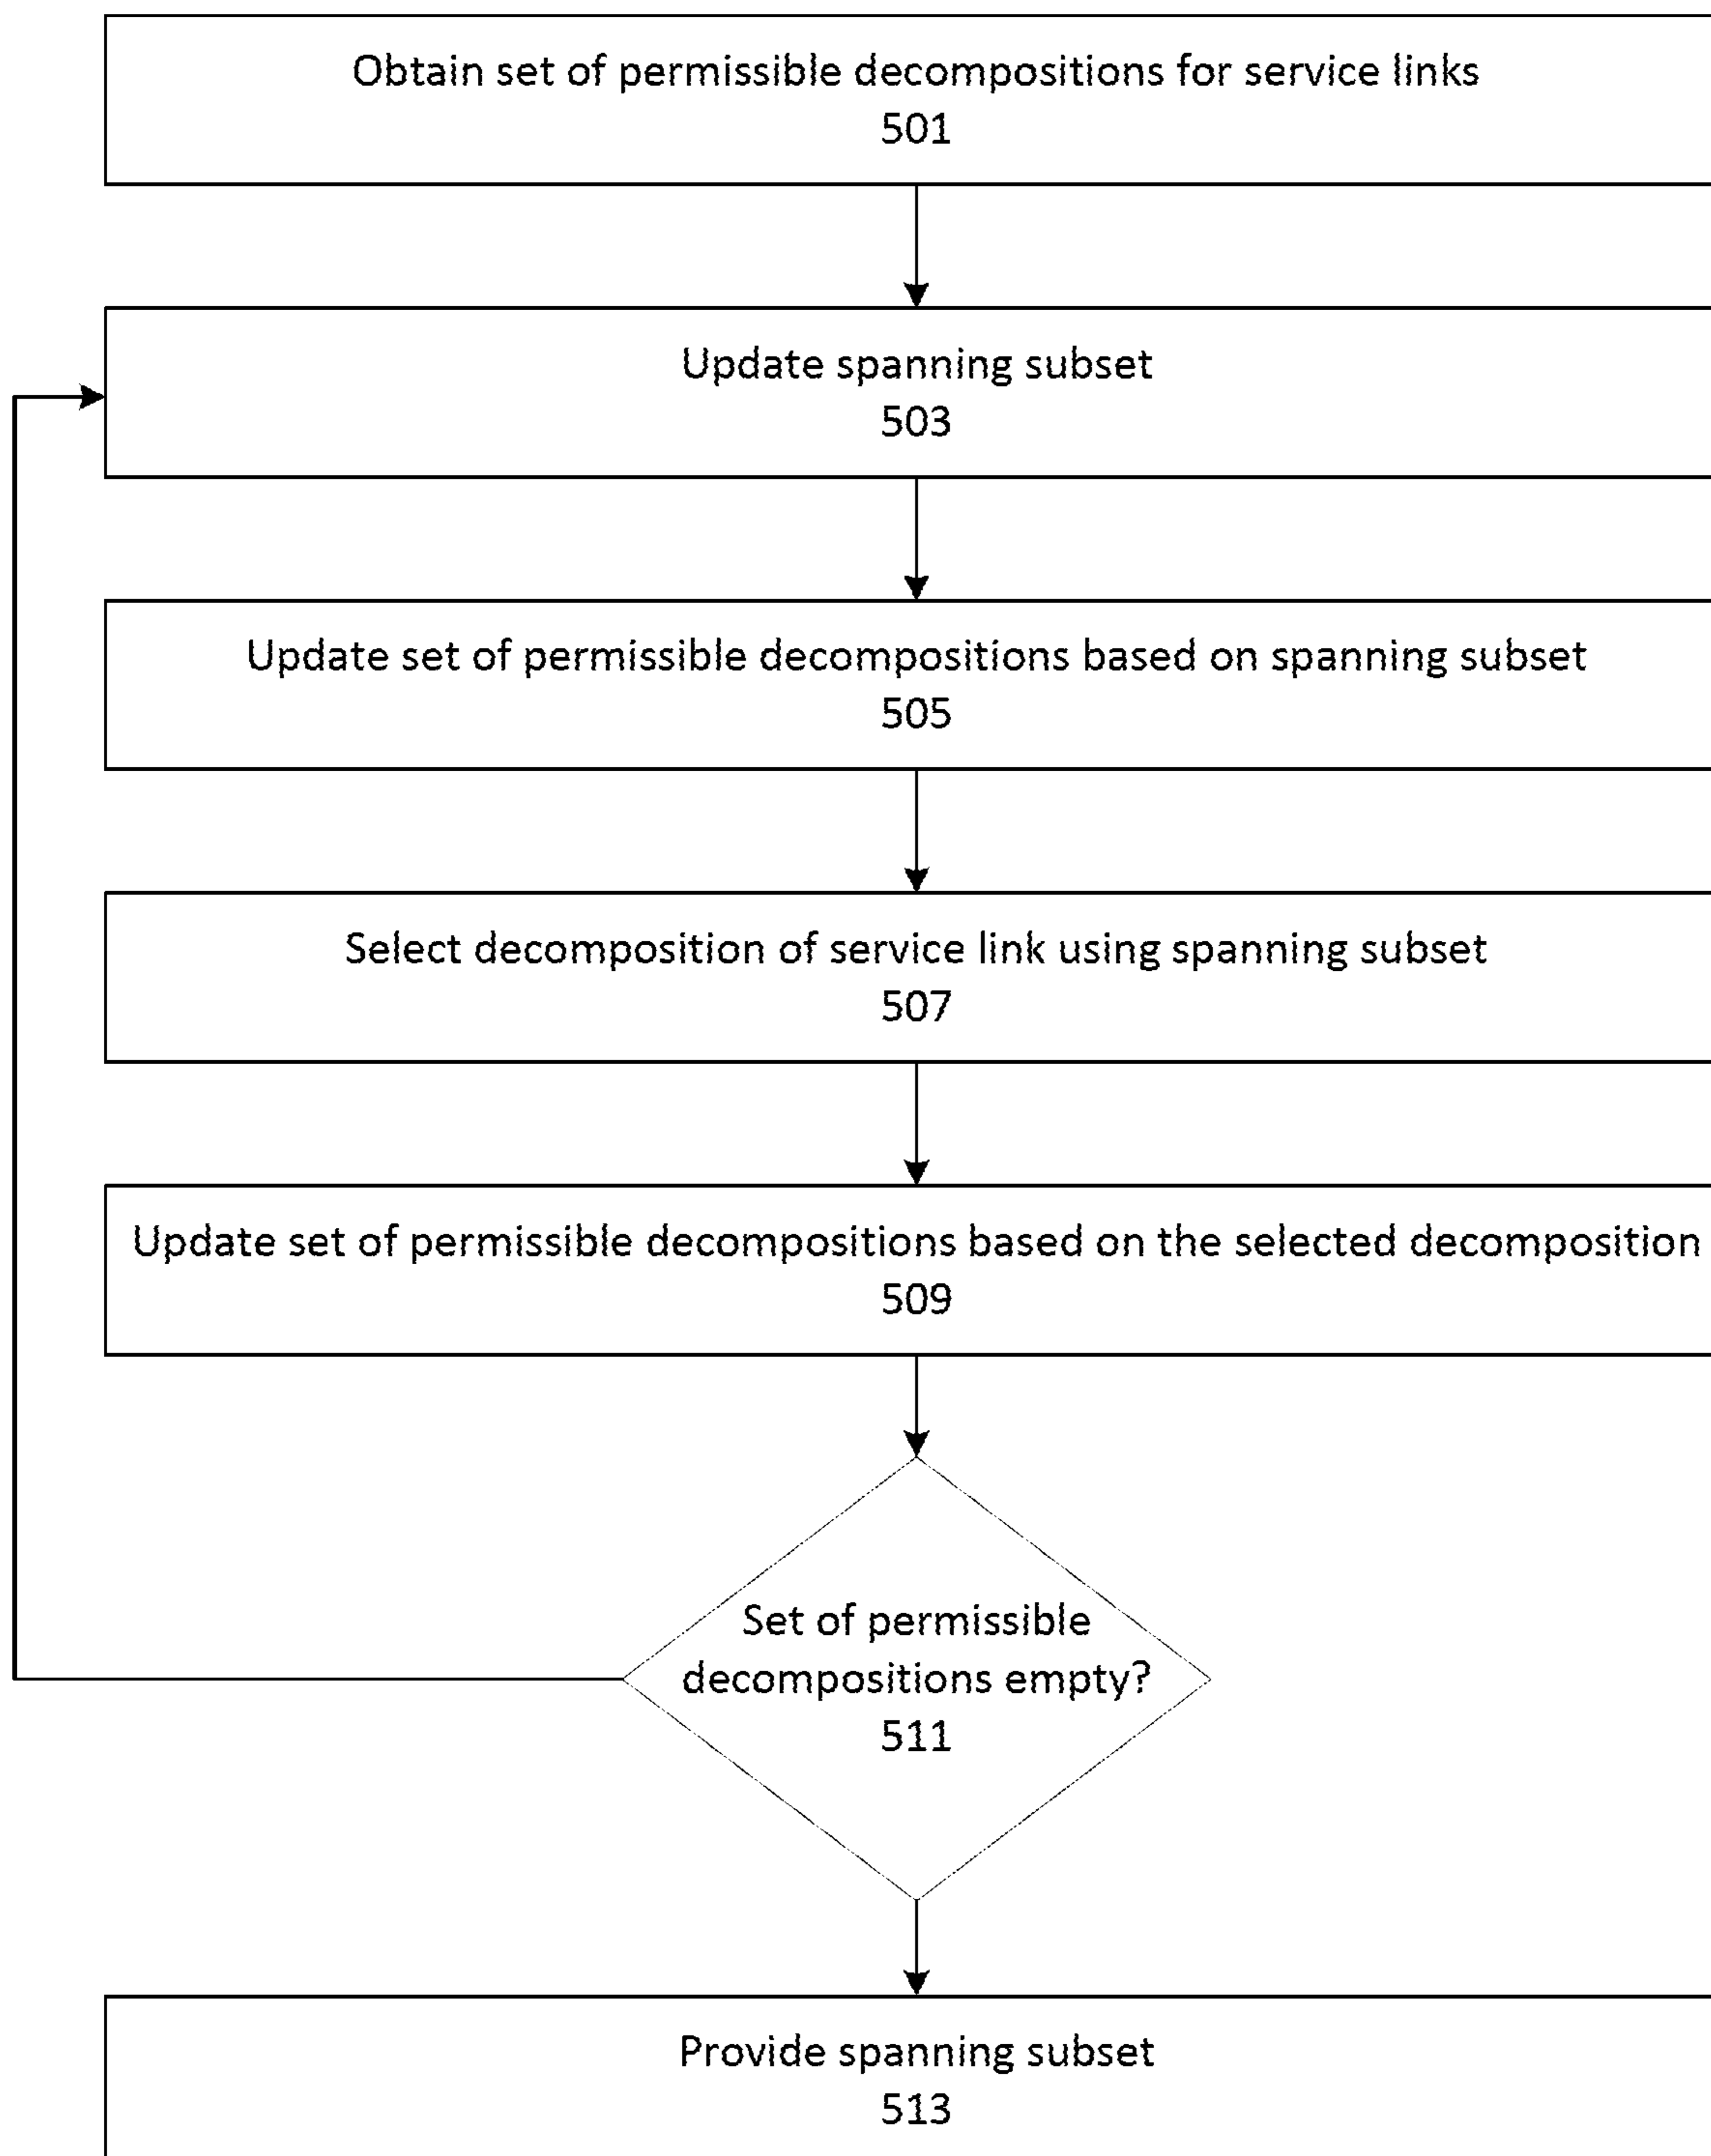 Obtain set of permissible decompositions for service links
501
Update spanning subset
503
Update set of permissible decompositions based on spanning subset
505
Select decomposition of service link using spanning subset
507
Update set of permissible decompositions based on the selected decomposition
509
Set of permissible
decompositions empty?
511
Provide spanning subset
513